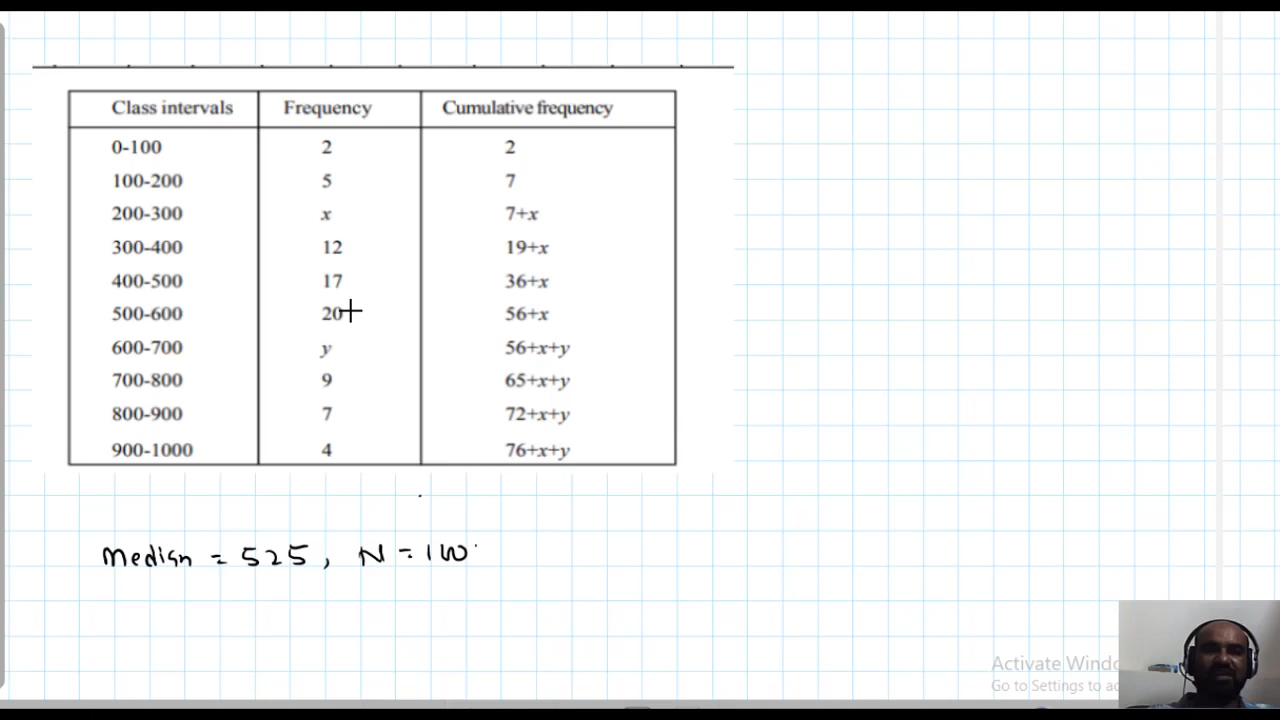 Class intervals Frequency Cumulative frequency
0-100 2 2
100-200 5 7
200-300 x 7+x
300-400 12 19+x
400-500 17 36+x
500-600 20 56+x
600-700 y 56+x+y
700-800 9 65+x+y
800-900 7 72+x+y
900-1000 4 76+x+y
Median = 525, N = 100
Activate Windo
Go to Settings to ac